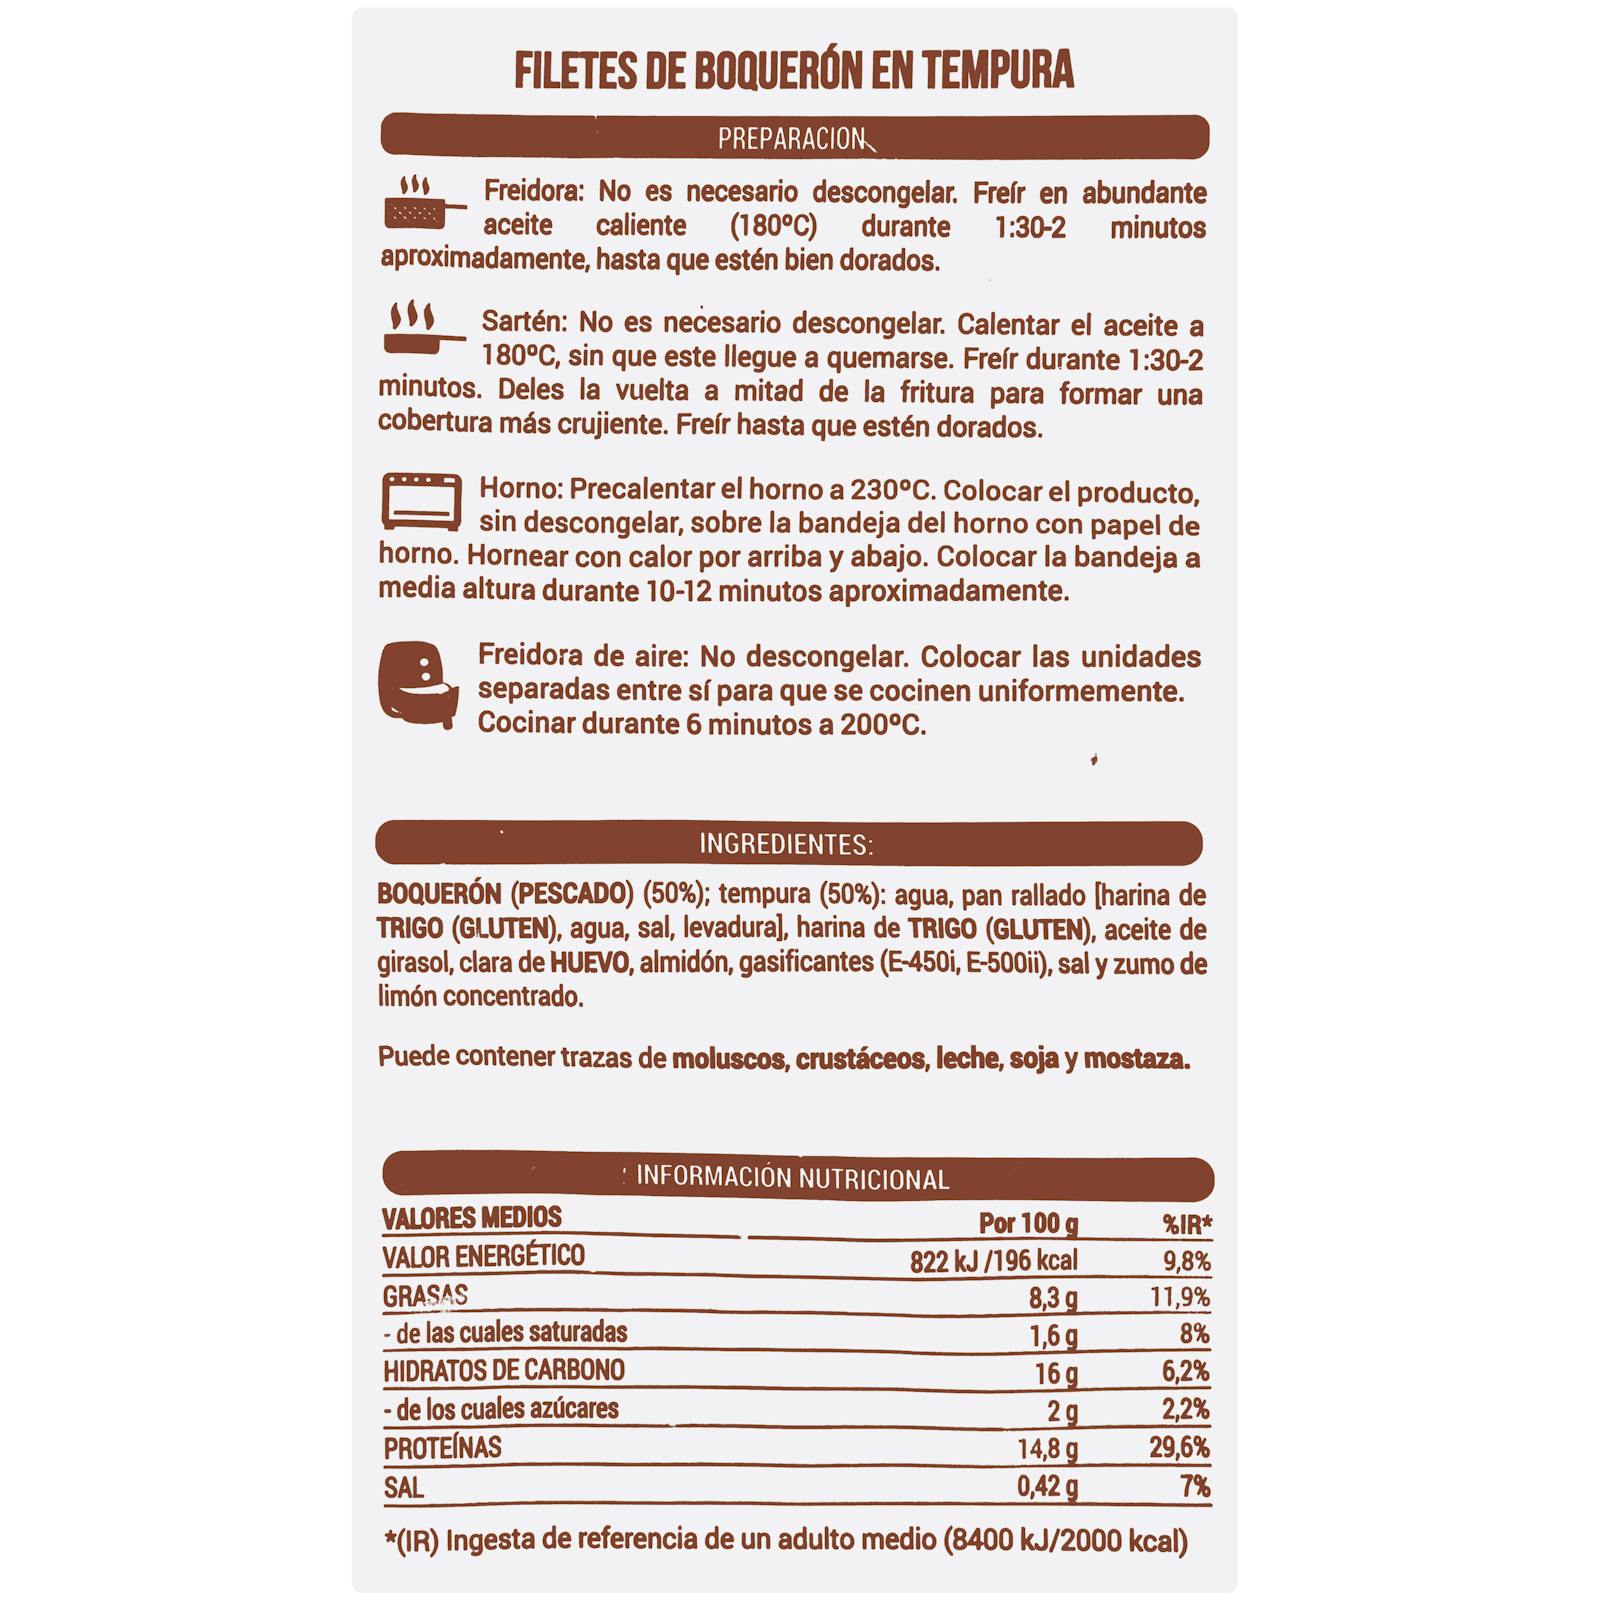 FILETES DE BOQUERÓN EN TEMPURA
PREPARACION
Freidora: No es necesario descongelar. Freír en abundante
aceite caliente (180ºC) durante 1:30-2 minutos
aproximadamente, hasta que estén bien dorados.
Sartén: No es necesario descongelar. Calentar el aceite a
180ºC, sin que este llegue a quemarse. Freír durante 1:30-2
minutos. Deles la vuelta a mitad de la fritura para formar una
cobertura más crujiente. Freír hasta que estén dorados.
Horno: Precalentar el horno a 230ºC. Colocar el producto,
sin descongelar, sobre la bandeja del horno con papel de
horno. Hornear con calor por arriba y abajo. Colocar la bandeja a
media altura durante 10-12 minutos aproximadamente.
Freidora de aire: No descongelar. Colocar las unidades
separadas entre sí para que se cocinen uniformemente.
Cocinar durante 6 minutos a 200ºC.
INGREDIENTES:
BOQUERÓN (PESCADO) (50%); tempura (50%): agua, pan rallado [harina de
TRIGO (GLUTEN), agua, sal, levadura], harina de TRIGO (GLUTEN), aceite de
girasol, clara de HUEVO, almidón, gasificantes (E-450i, E-500ii), sal y zumo de
limón concentrado.
Puede contener trazas de moluscos, crustáceos, leche, soja y mostaza.
INFORMACIÓN NUTRICIONAL
VALORES MEDIOS Por 100 g %IR*
VALOR ENERGÉTICO 822 kJ /196 kcal 9,8%
GRASAS 8,3 g 11,9%
- de las cuales saturadas 1,6 g 8%
HIDRATOS DE CARBONO 16 g 6,2%
- de los cuales azúcares 2 g 2,2%
PROTEÍNAS 14,8 g 29,6%
SAL 0,42 g 7%
*(IR) Ingesta de referencia de un adulto medio (8400 kJ/2000 kcal)